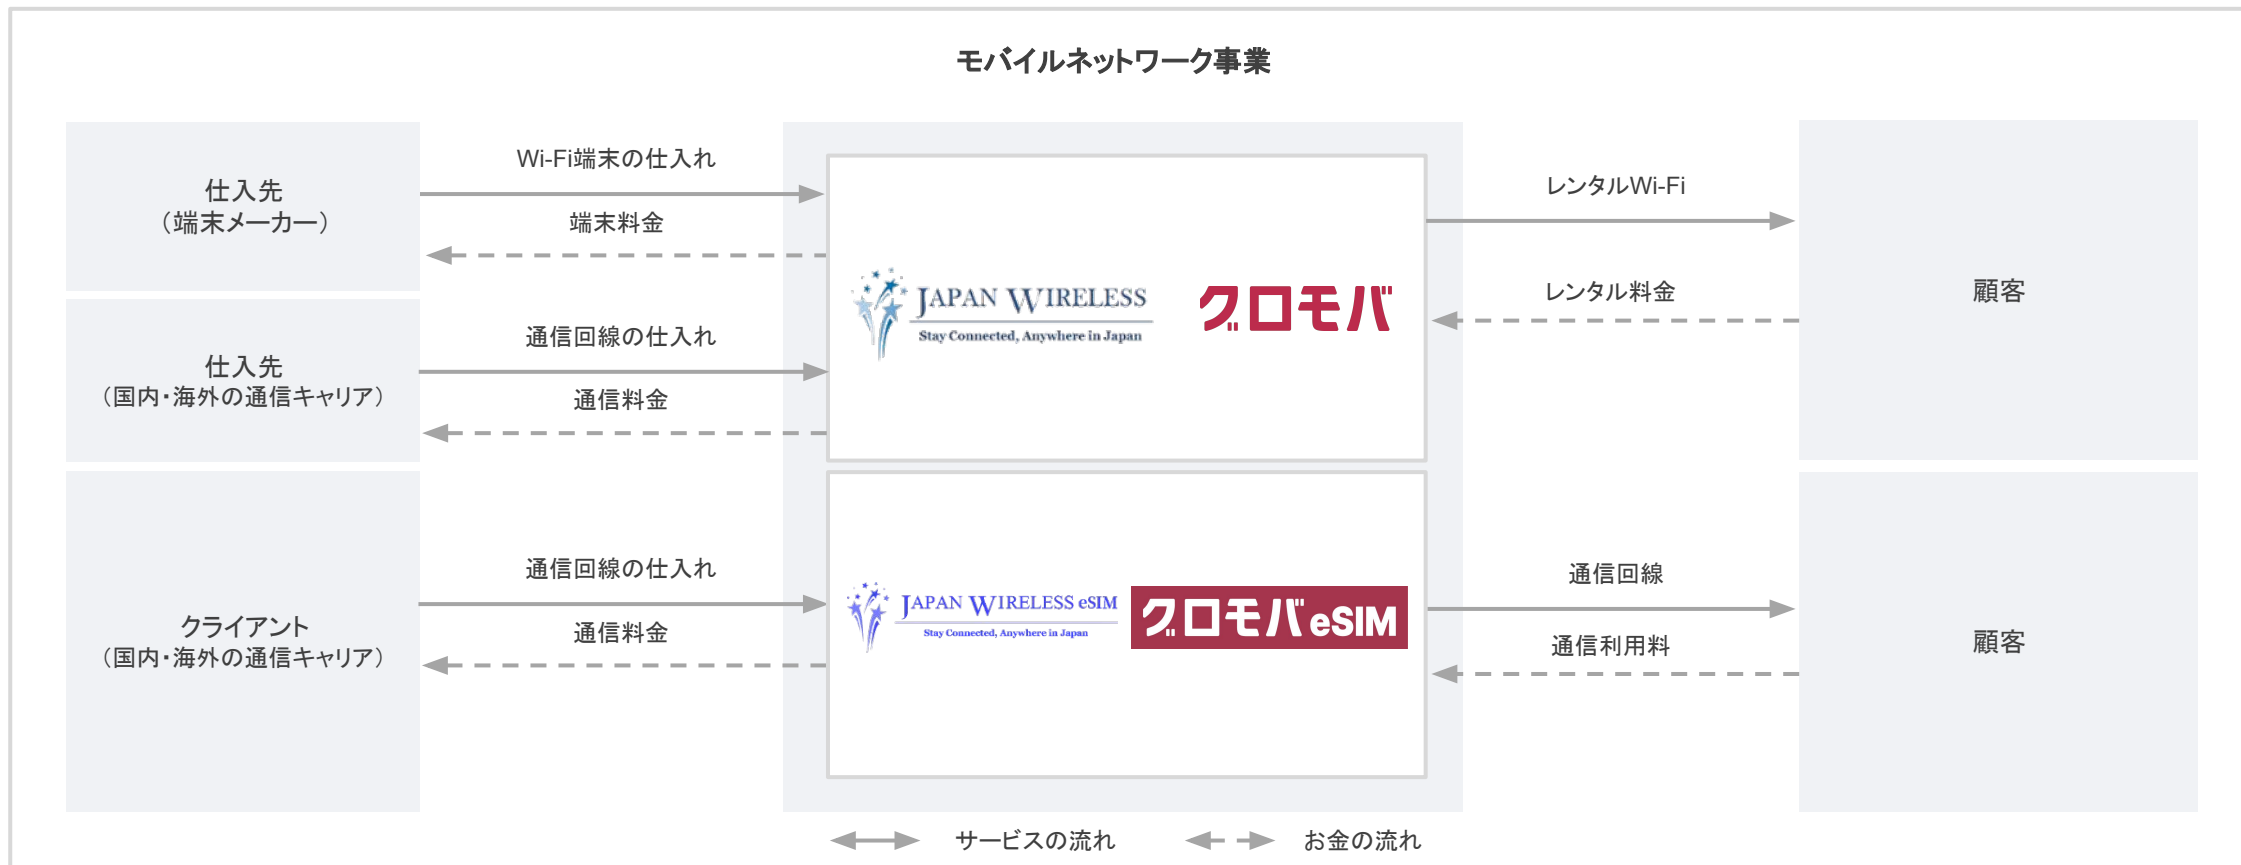 モバイルネットワーク事業
仕入先
（端末メーカー）
Wi-Fi端末の仕入れ
端末料金
仕入先
（国内・海外の通信キャリア）
通信回線の仕入れ
通信料金
JAPAN WIRELESS
Stay Connected, Anywhere in Japan
グロモバ
レンタルWi-Fi
レンタル料金
顧客
クライアント
（国内・海外の通信キャリア）
通信回線の仕入れ
通信料金
JAPAN WIRELESS eSIM
Stay Connected, Anywhere in Japan
グロモバeSIM
通信回線
通信利用料
顧客
サービスの流れ
お金の流れ